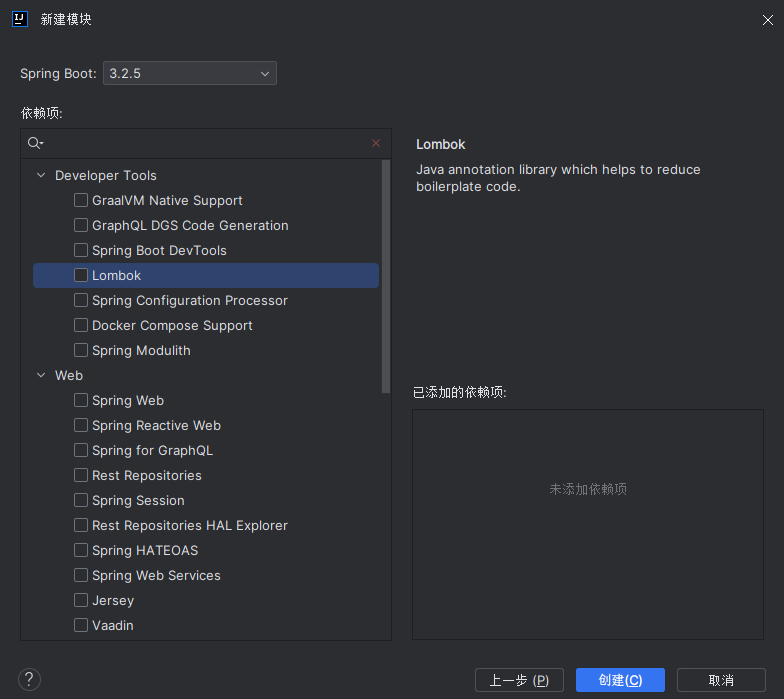 新建模块
Spring Boot: 3.2.5
依赖项:
Developer Tools
GraalVM Native Support
GraphQL DGS Code Generation
Spring Boot DevTools
Lombok
Spring Configuration Processor
Docker Compose Support
Spring Modulith
Web
Spring Web
Spring Reactive Web
Spring for GraphQL
Rest Repositories
Spring Session
Rest Repositories HAL Explorer
Spring HATEOAS
Spring Web Services
Jersey
Vaadin
Lombok
Java annotation library which helps to reduce
boilerplate code.
已添加的依赖项:
未添加依赖项
? 上一步 (P) 创建(C) 取消